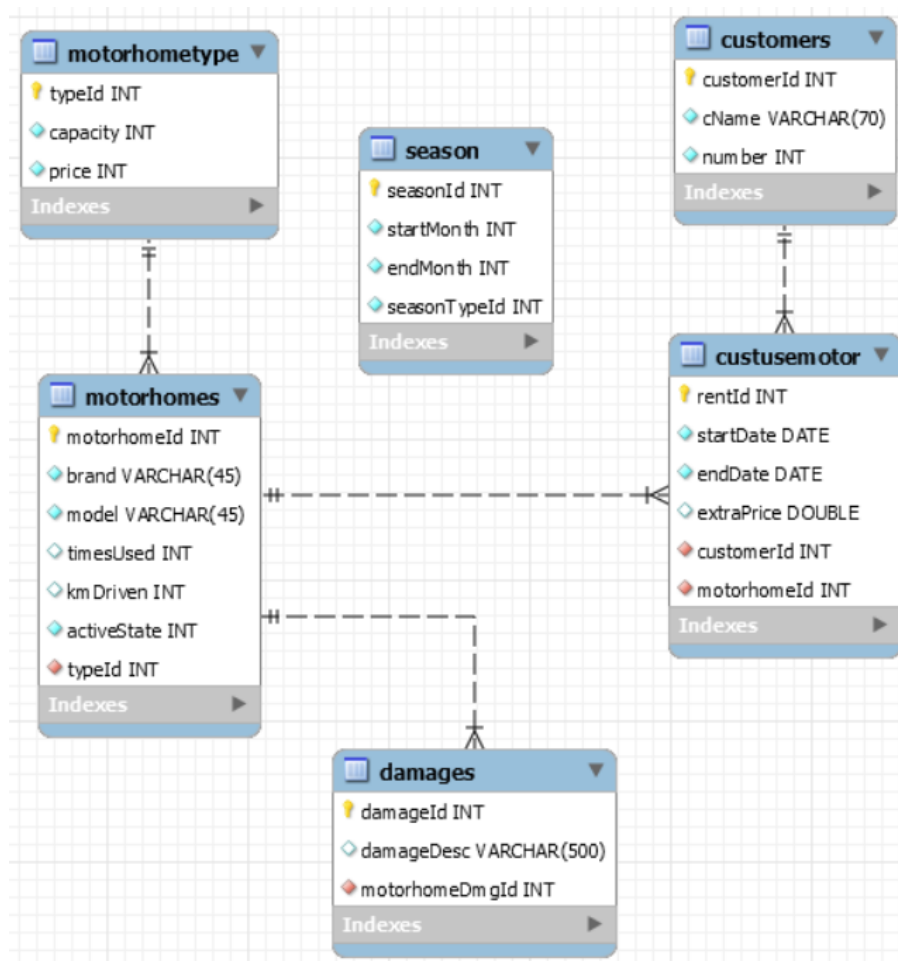 motorhometype
typeId INT
capacity INT
price INT
Indexes
customers
customerId INT
cName VARCHAR(70)
number INT
Indexes
season
seasonId INT
startMonth INT
endMonth INT
seasonTypeId INT
Indexes
motorhomes
motorhomeId INT
brand VARCHAR(45)
model VARCHAR(45)
timesUsed INT
kmDriven INT
activeState INT
typeId INT
Indexes
custusemotor
rentId INT
startDate DATE
endDate DATE
extraPrice DOUBLE
customerId INT
motorhomeId INT
Indexes
damages
damageId INT
damageDesc VARCHAR(500)
motorhomeDmgId INT
Indexes